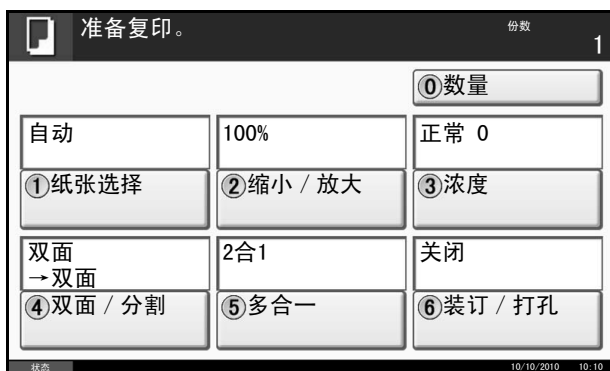 准备复印。
份数
1
⓪数量
自动
100%
正常 0
①纸张选择
②缩小 / 放大
③浓度
双面
→双面
2合1
关闭
④双面 / 分割
⑤多合一
⑥装订 / 打孔
状态
10/10/2010 10:10